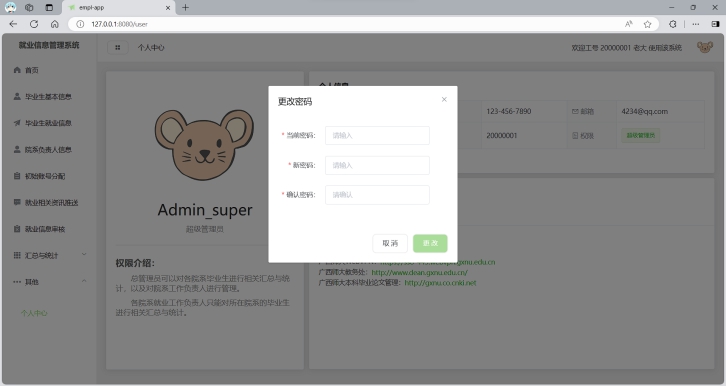 empl-app
127.0.0.1:8080/user
就业信息管理系统
个人中心
欢迎工号 20000001 老大 使用该系统
首页
毕业生基本信息
毕业生就业信息
院系负责人信息
初始账号分配
就业相关资讯推送
就业信息审核
汇总与统计
其他
个人中心
Admin_super
超级管理员
权限介绍:
总管理员可以对各院系毕业生进行相关汇总与统
计，以及对院系工作负责人进行管理。
各院系就业工作负责人只能对所在院系的毕业生
进行相关汇总与统计。
个人信息
123-456-7890
邮箱
4234@qq.com
20000001
权限
超级管理员
更改密码
* 当前密码:
请输入
* 新密码:
请输入
* 确认密码:
请确认
取消
更改
广西师大教务处: http://www.dean.gxnu.edu.cn/
广西师大本科毕业论文管理: http://gxnu.co.cnki.net